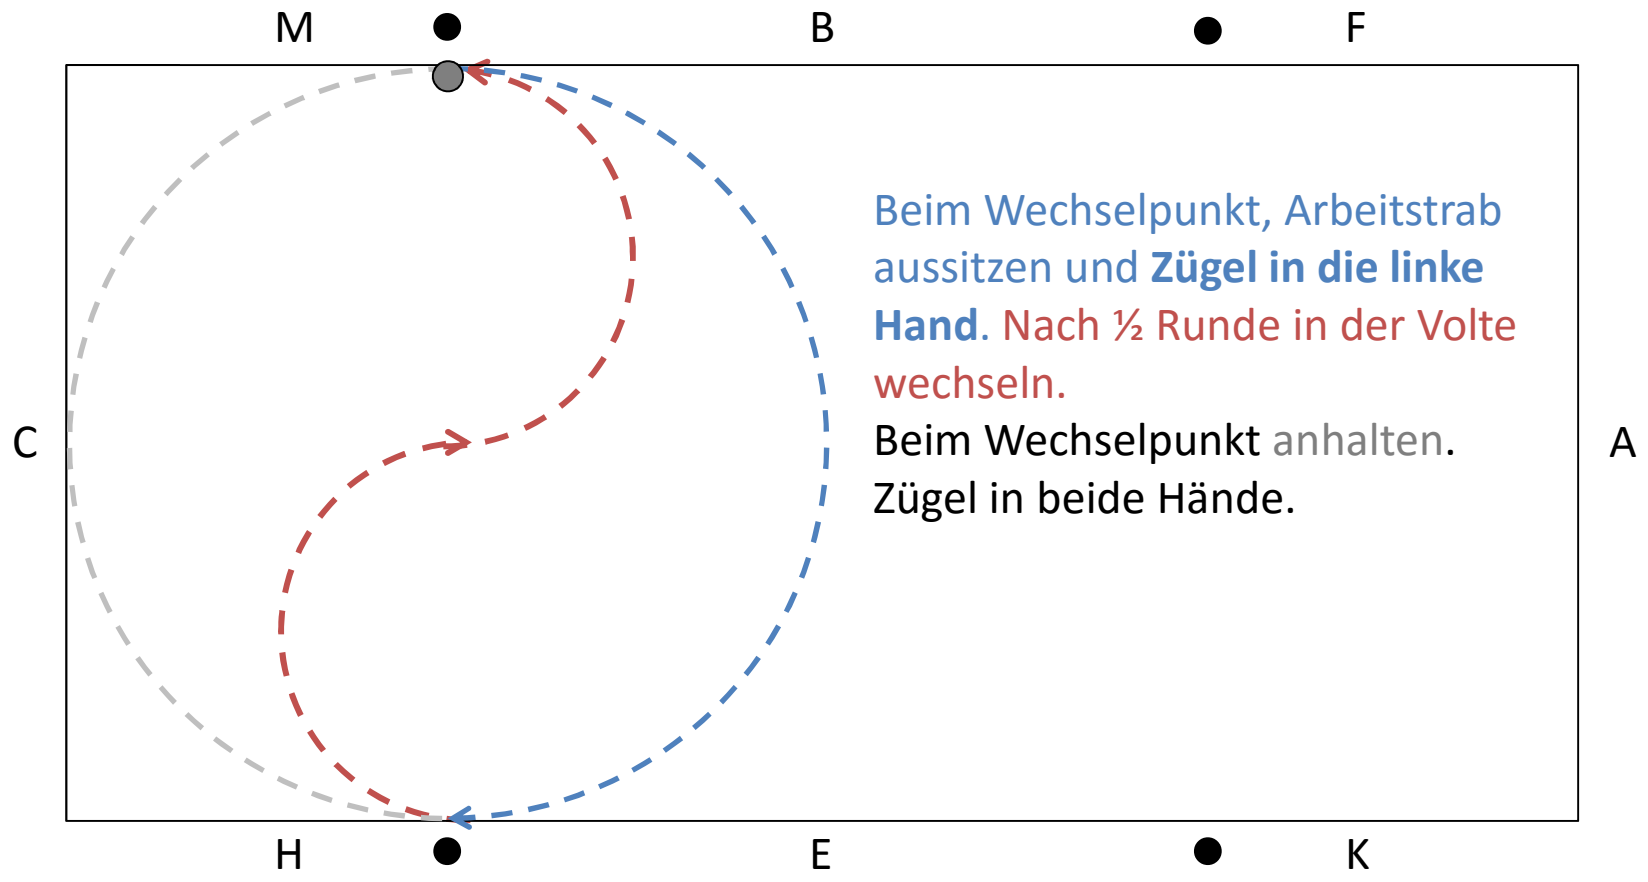 M B F
Beim Wechselpunkt, Arbeitstrab
aussitzen und Zügel in die linke
Hand. Nach ½ Runde in der Volte
wechseln.
C Beim Wechselpunkt anhalten. A
Zügel in beide Hände.
H E K